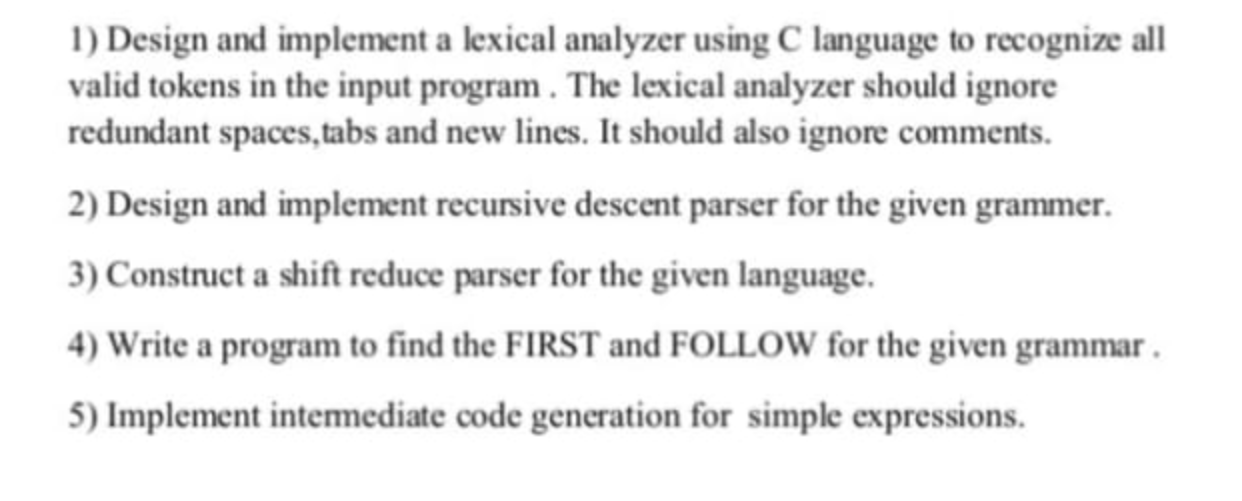 1) Design and implement a lexical analyzer using C language to recognize all
valid tokens in the input program . The lexical analyzer should ignore
redundant spaces,tabs and new lines. It should also ignore comments.
2) Design and implement recursive descent parser for the given grammer.
3) Construct a shift reduce parser for the given language.
4) Write a program to find the FIRST and FOLLOW for the given grammar .
5) Implement intermediate code generation for simple expressions.